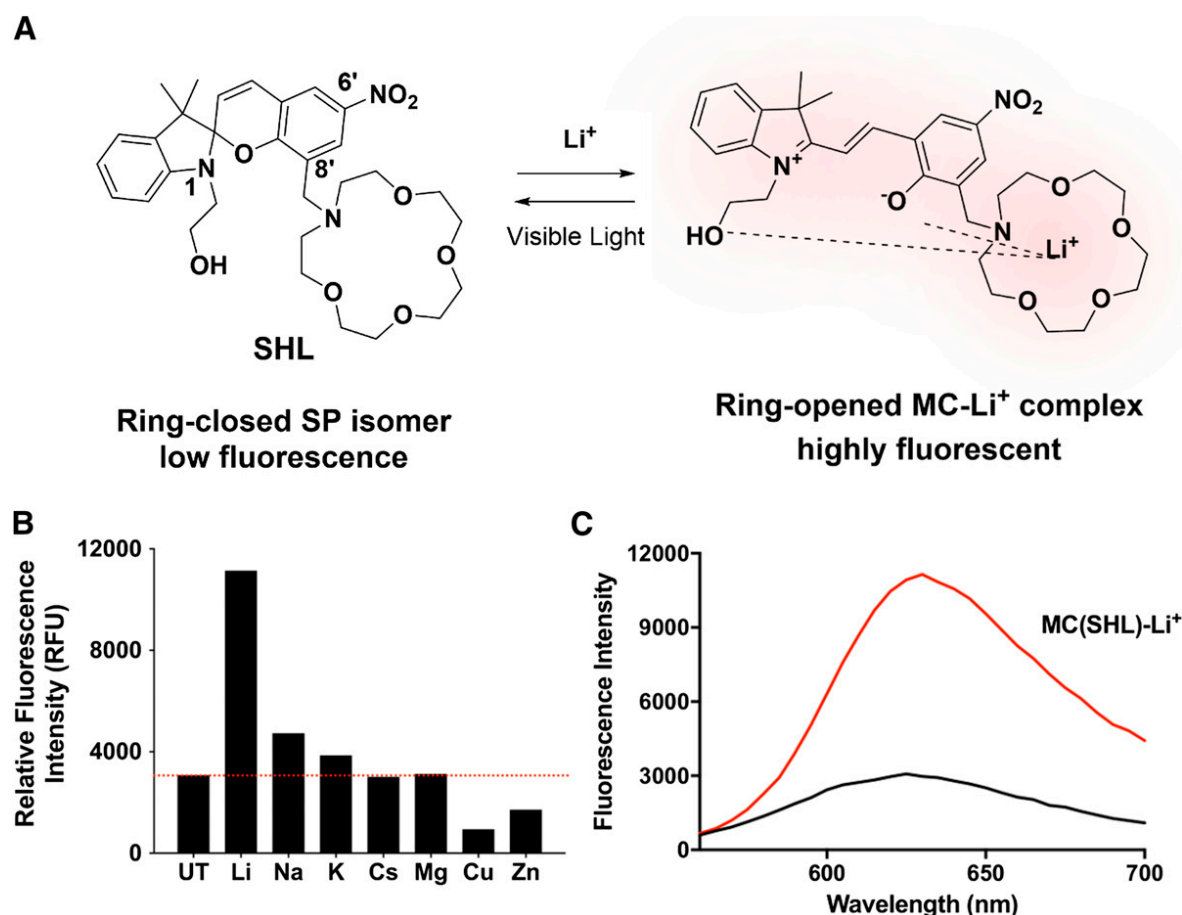 A
6'
NO₂
O
8'
N
1
OH
N
O
O
O
O
SHL
Ring-closed SP isomer
low fluorescence
Li⁺
Visible Light
NO₂
N⁺
⁻O
HO
N
Li⁺
O
O
O
O
Ring-opened MC-Li⁺ complex
highly fluorescent
B
Relative Fluorescence
Intensity (RFU)
12000
8000
4000
0
UT Li Na K Cs Mg Cu Zn
C
Fluorescence Intensity
12000
9000
6000
3000
0
MC(SHL)-Li⁺
600 650 700
Wavelength (nm)